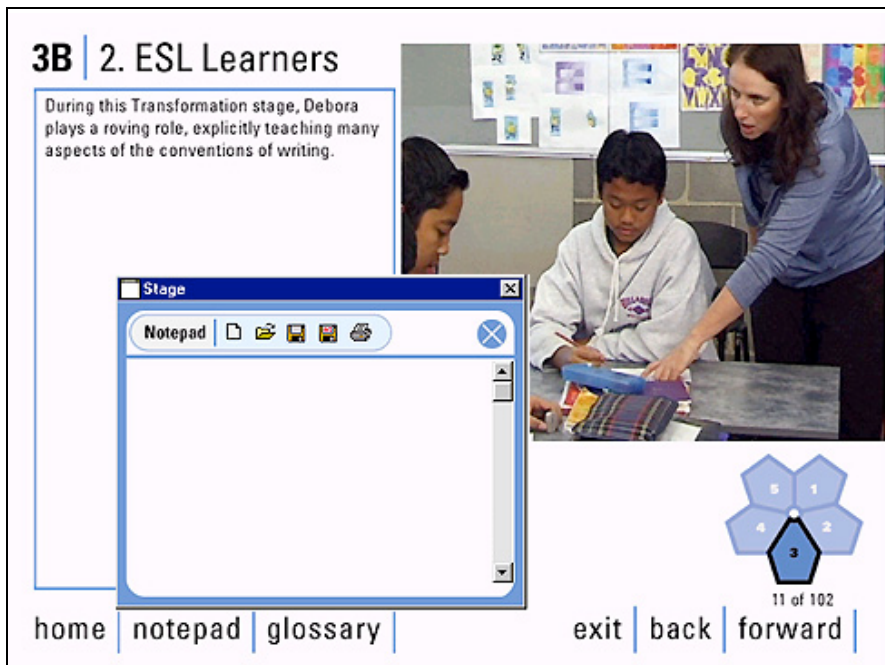 3B 2. ESL Learners
During this Transformation stage, Debora
plays a roving role, explicitly teaching many
aspects of the conventions of writing.
Stage
Notepad
5 1
4 2
3
11 of 102
home notepad glossary exit back forward